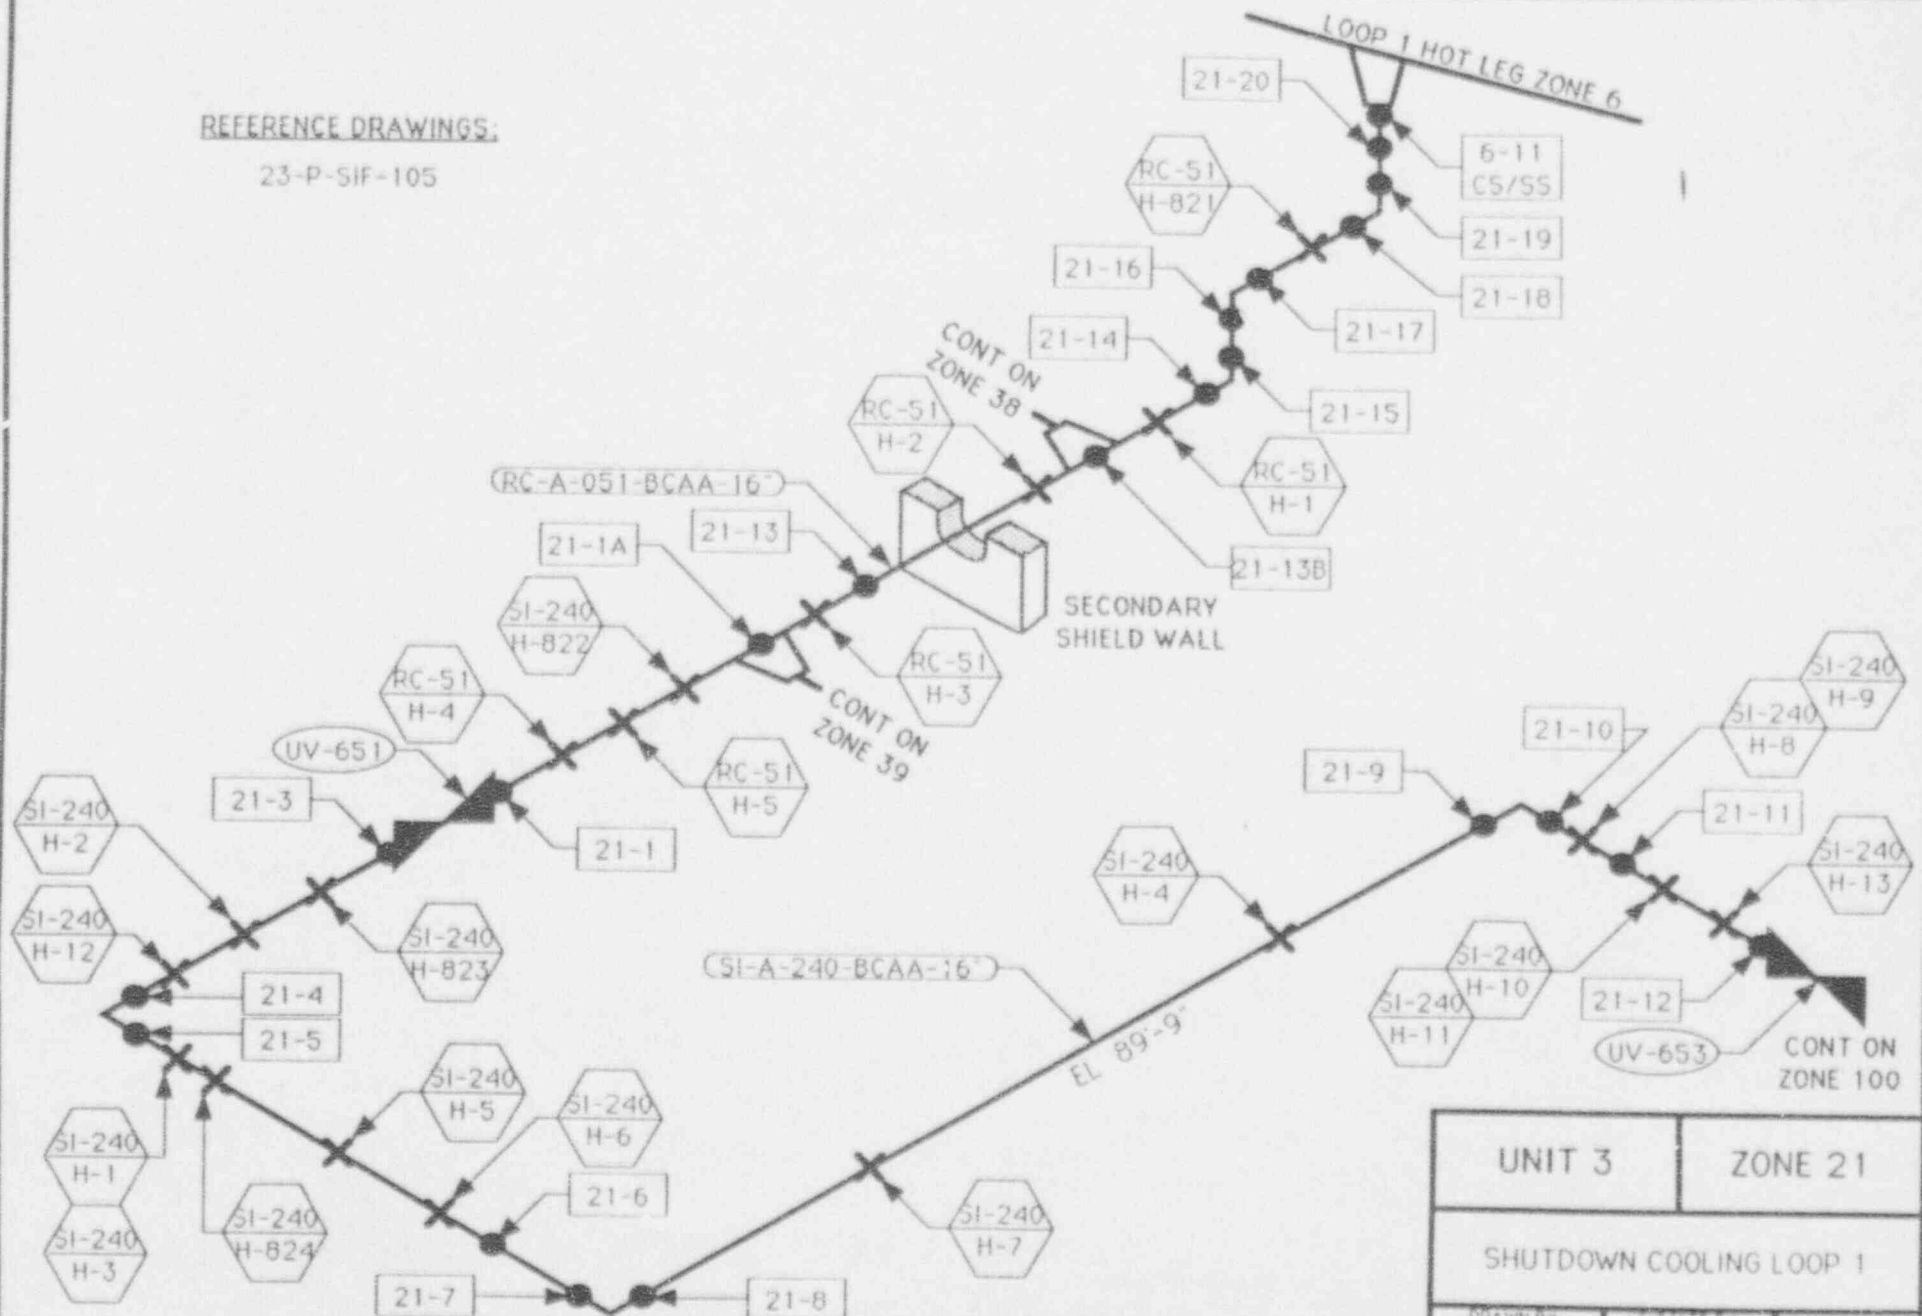 LOOP 1 HOT LEG ZONE 6
21-20
REFERENCE DRAWINGS:
23-P-SIF-105
6-11
CS/SS
RC-51
H-821
21-19
21-16
21-18
21-17
21-14
CONT ON
ZONE 38
21-15
RC-51
H-2
RC-51
H-1
RC-A-051-BCAA-16"
21-13
21-1A
21-13B
SECONDARY
SHIELD WALL
SI-240
H-822
RC-51
H-3
RC-51
H-4
CONT ON
ZONE 39
UV-651
RC-51
H-5
21-3
21-1
SI-240
H-2
SI-240
H-12
SI-240
H-823
21-4
21-5
SI-240
H-9
SI-240
H-8
21-10
21-9
21-11
SI-240
H-4
SI-240
H-13
SI-A-240-BCAA-16"
SI-240
H-10
SI-240
H-11
21-12
EL 89'-9"
UV-653
CONT ON
ZONE 100
SI-240
H-5
SI-240
H-6
SI-240
H-1
SI-240
H-3
SI-240
H-824
21-6
SI-240
H-7
21-7
21-8
UNIT 3
ZONE 21
SHUTDOWN COOLING LOOP 1